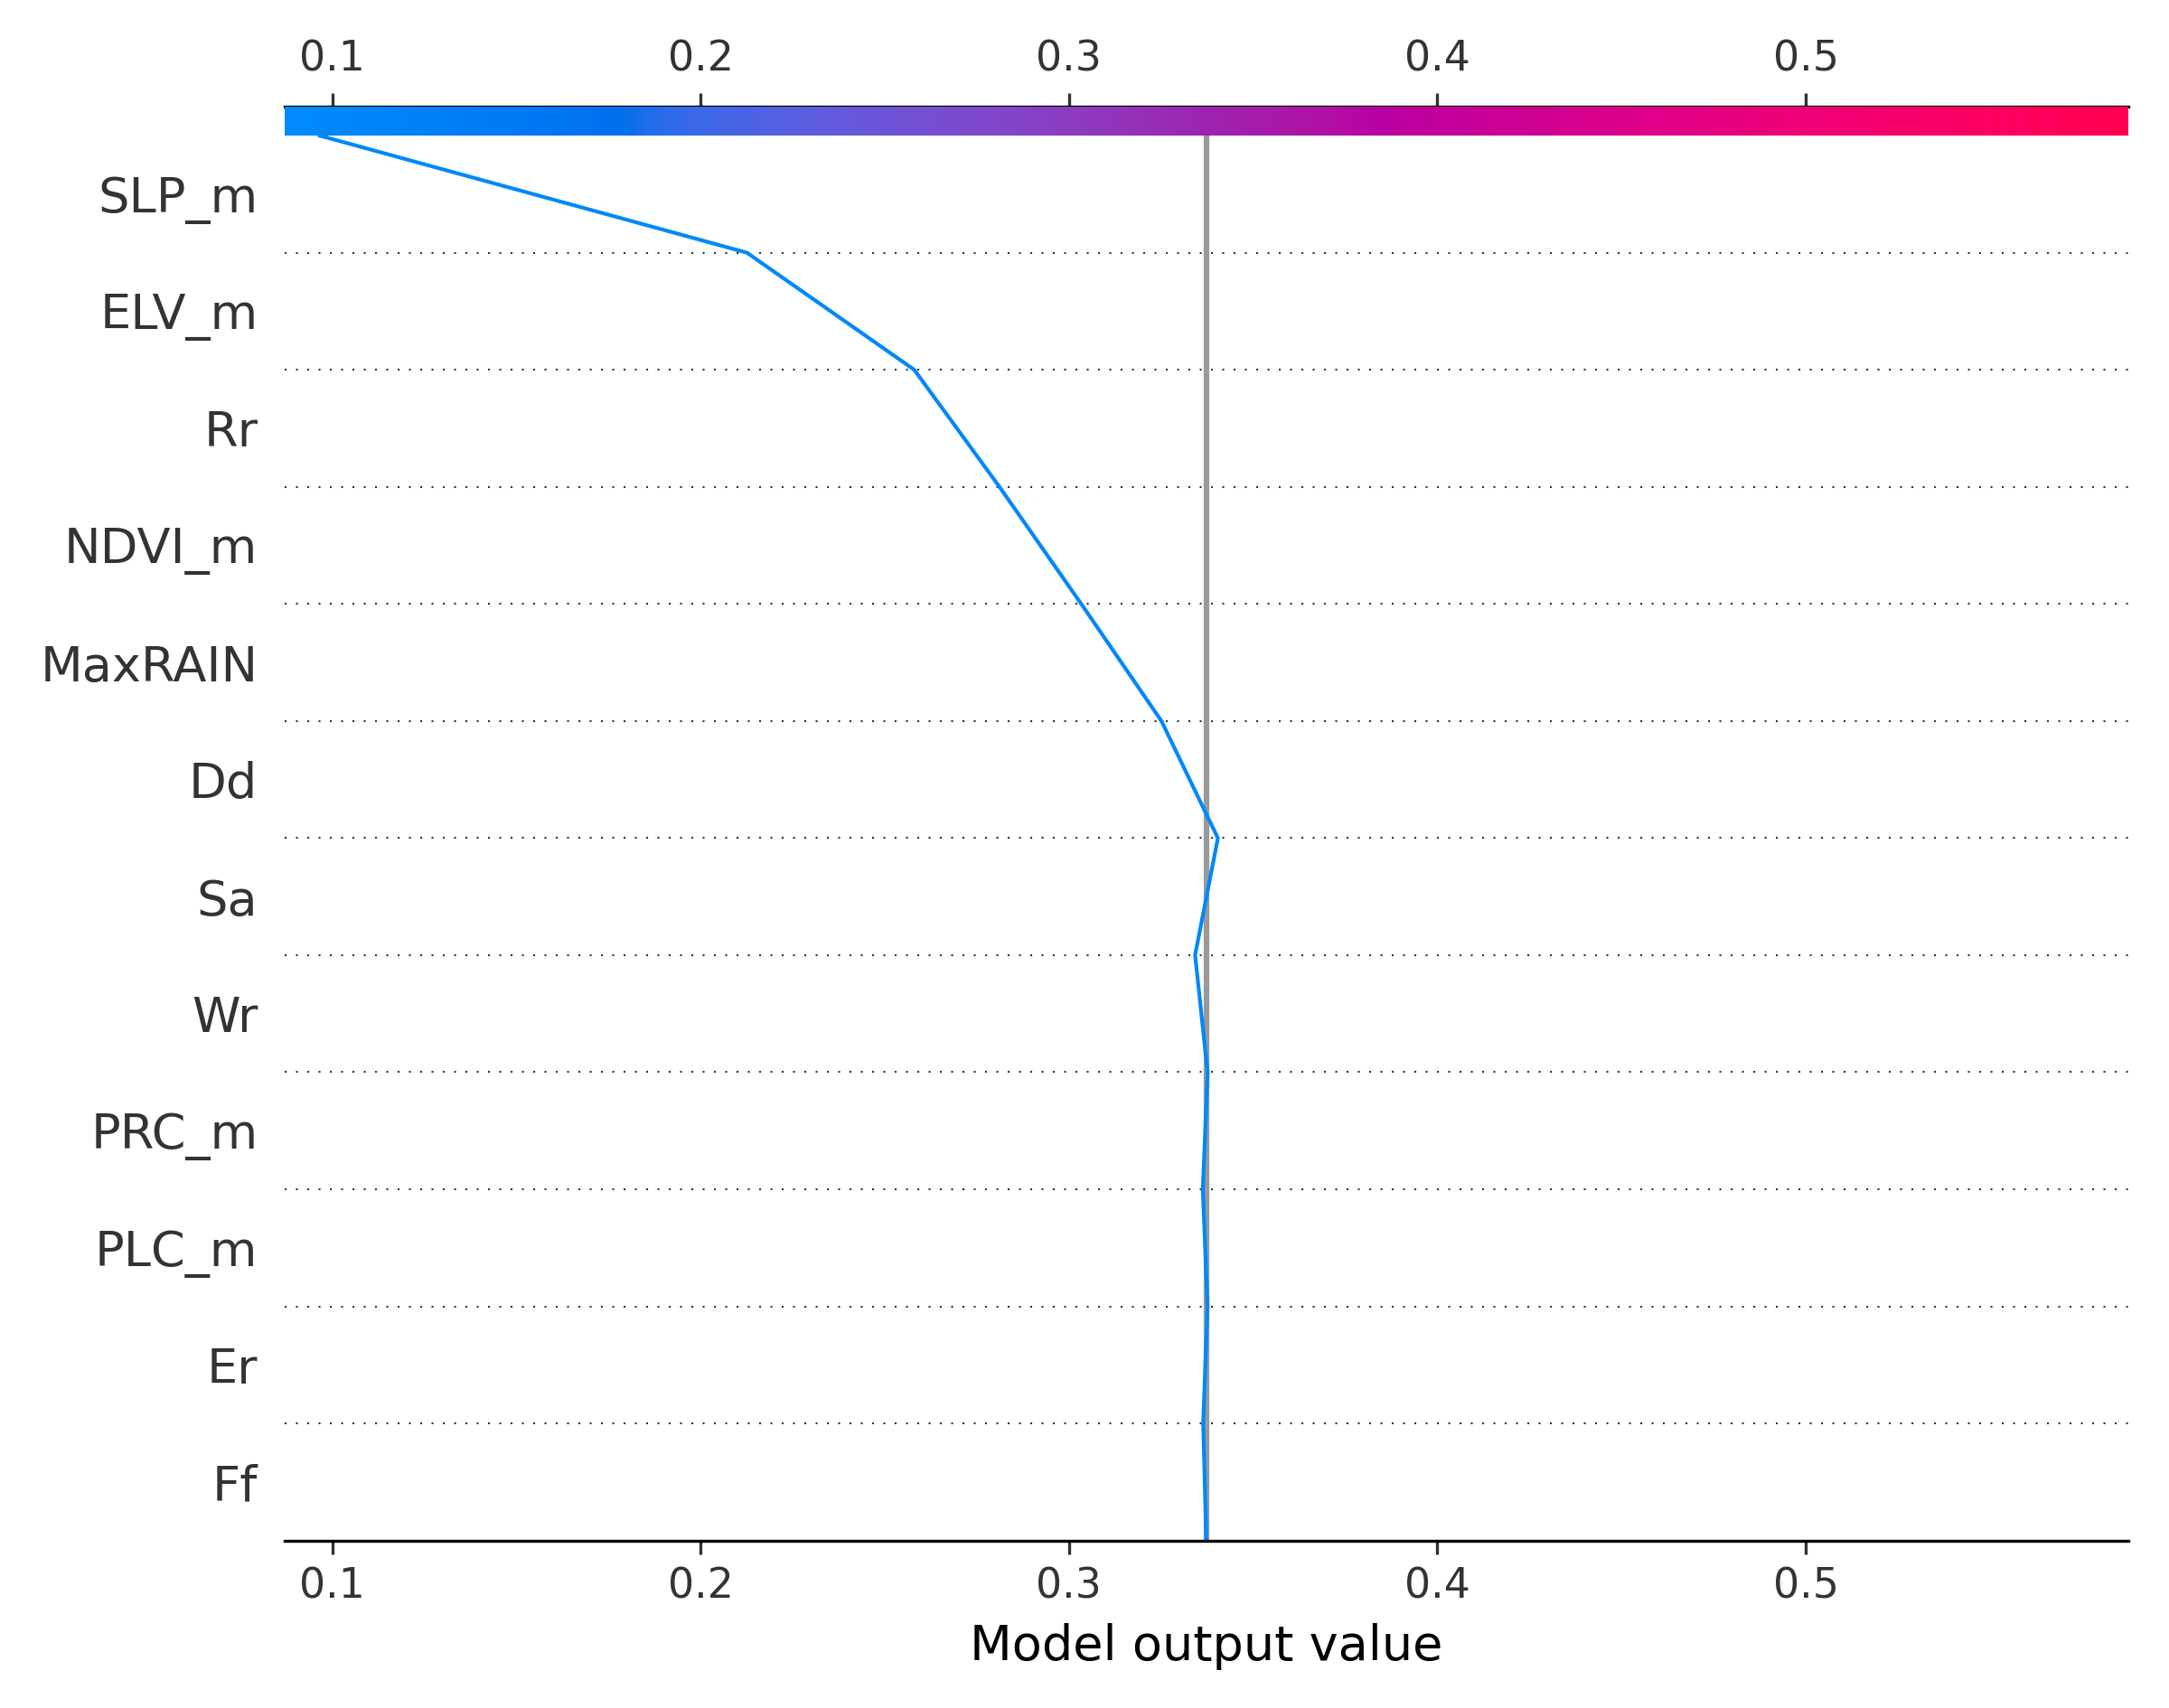 0.1 0.2 0.3 0.4 0.5
SLP_m
ELV_m
Rr
NDVI_m
MaxRAIN
Dd
Sa
Wr
PRC_m
PLC_m
Er
Ff
0.1 0.2 0.3 0.4 0.5
Model output value